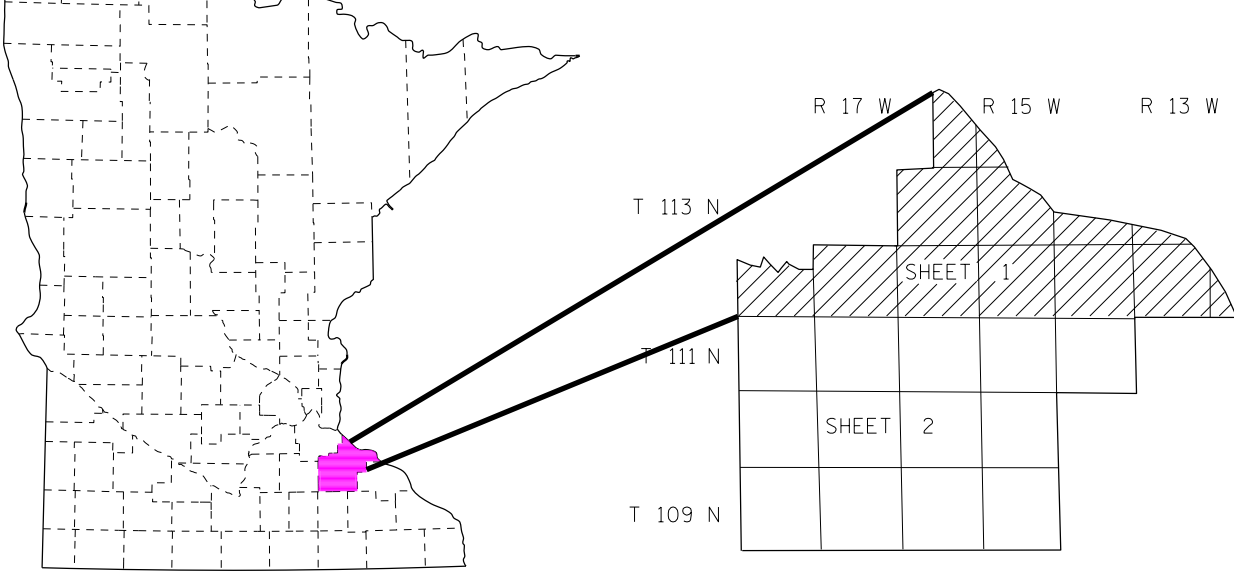 R 17 W R 15 W R 13 W
T 113 N
SHEET 1
T 111 N
SHEET 2
T 109 N